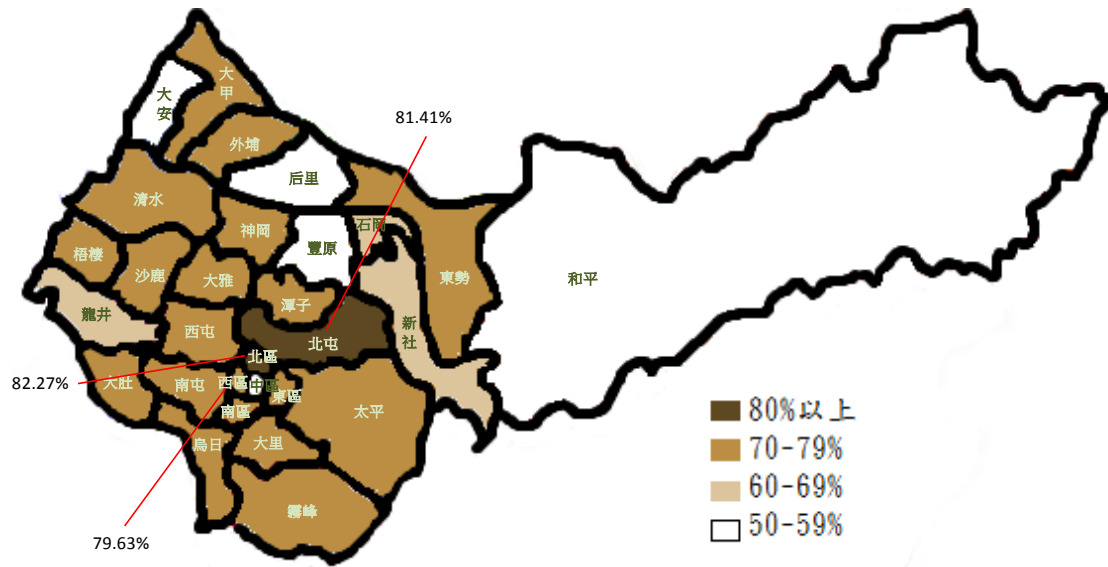 大甲
大安
81.41%
外埔
后里
清水
石岡
神岡
豐原
梧棲
沙鹿
大雅
東勢
和平
潭子
龍井
新社
西屯
北屯
北區
82.27%
大肚
南屯
西區
中區
東區
南區
太平
烏日
大里
霧峰
79.63%
80%以上
70-79%
60-69%
50-59%